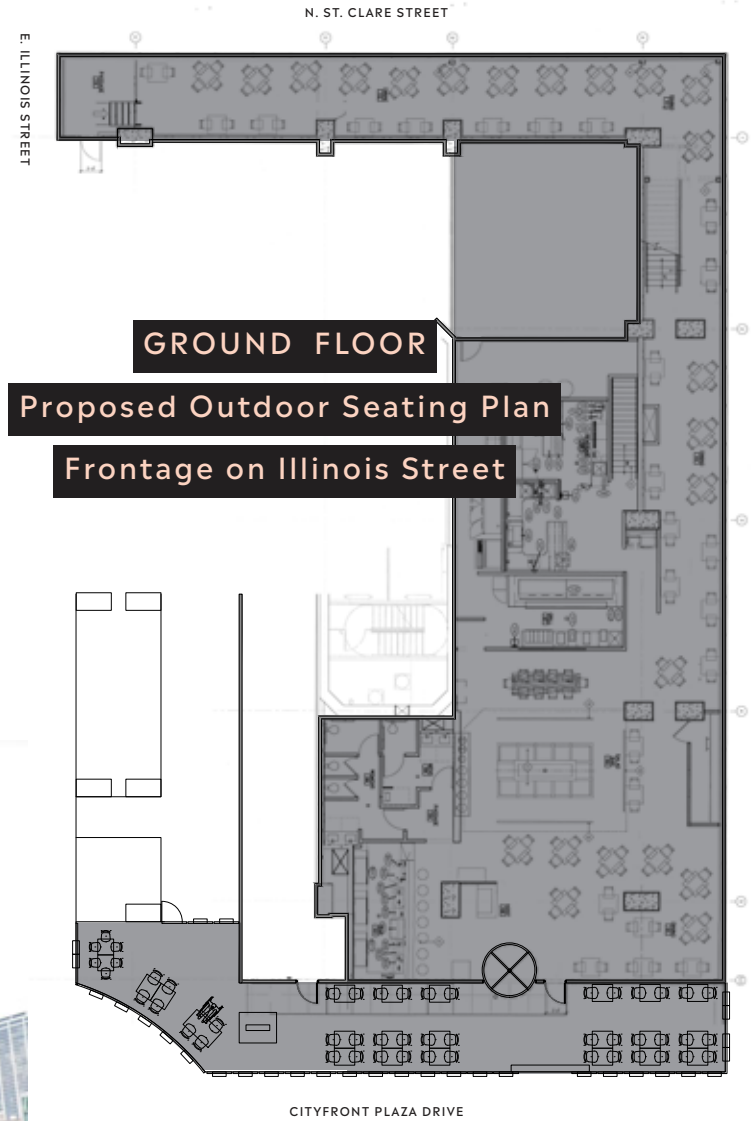 N. ST. CLARE STREET
E. ILLINOIS STREET
GROUND FLOOR
Proposed Outdoor Seating Plan
Frontage on Illinois Street
CITYFRONT PLAZA DRIVE